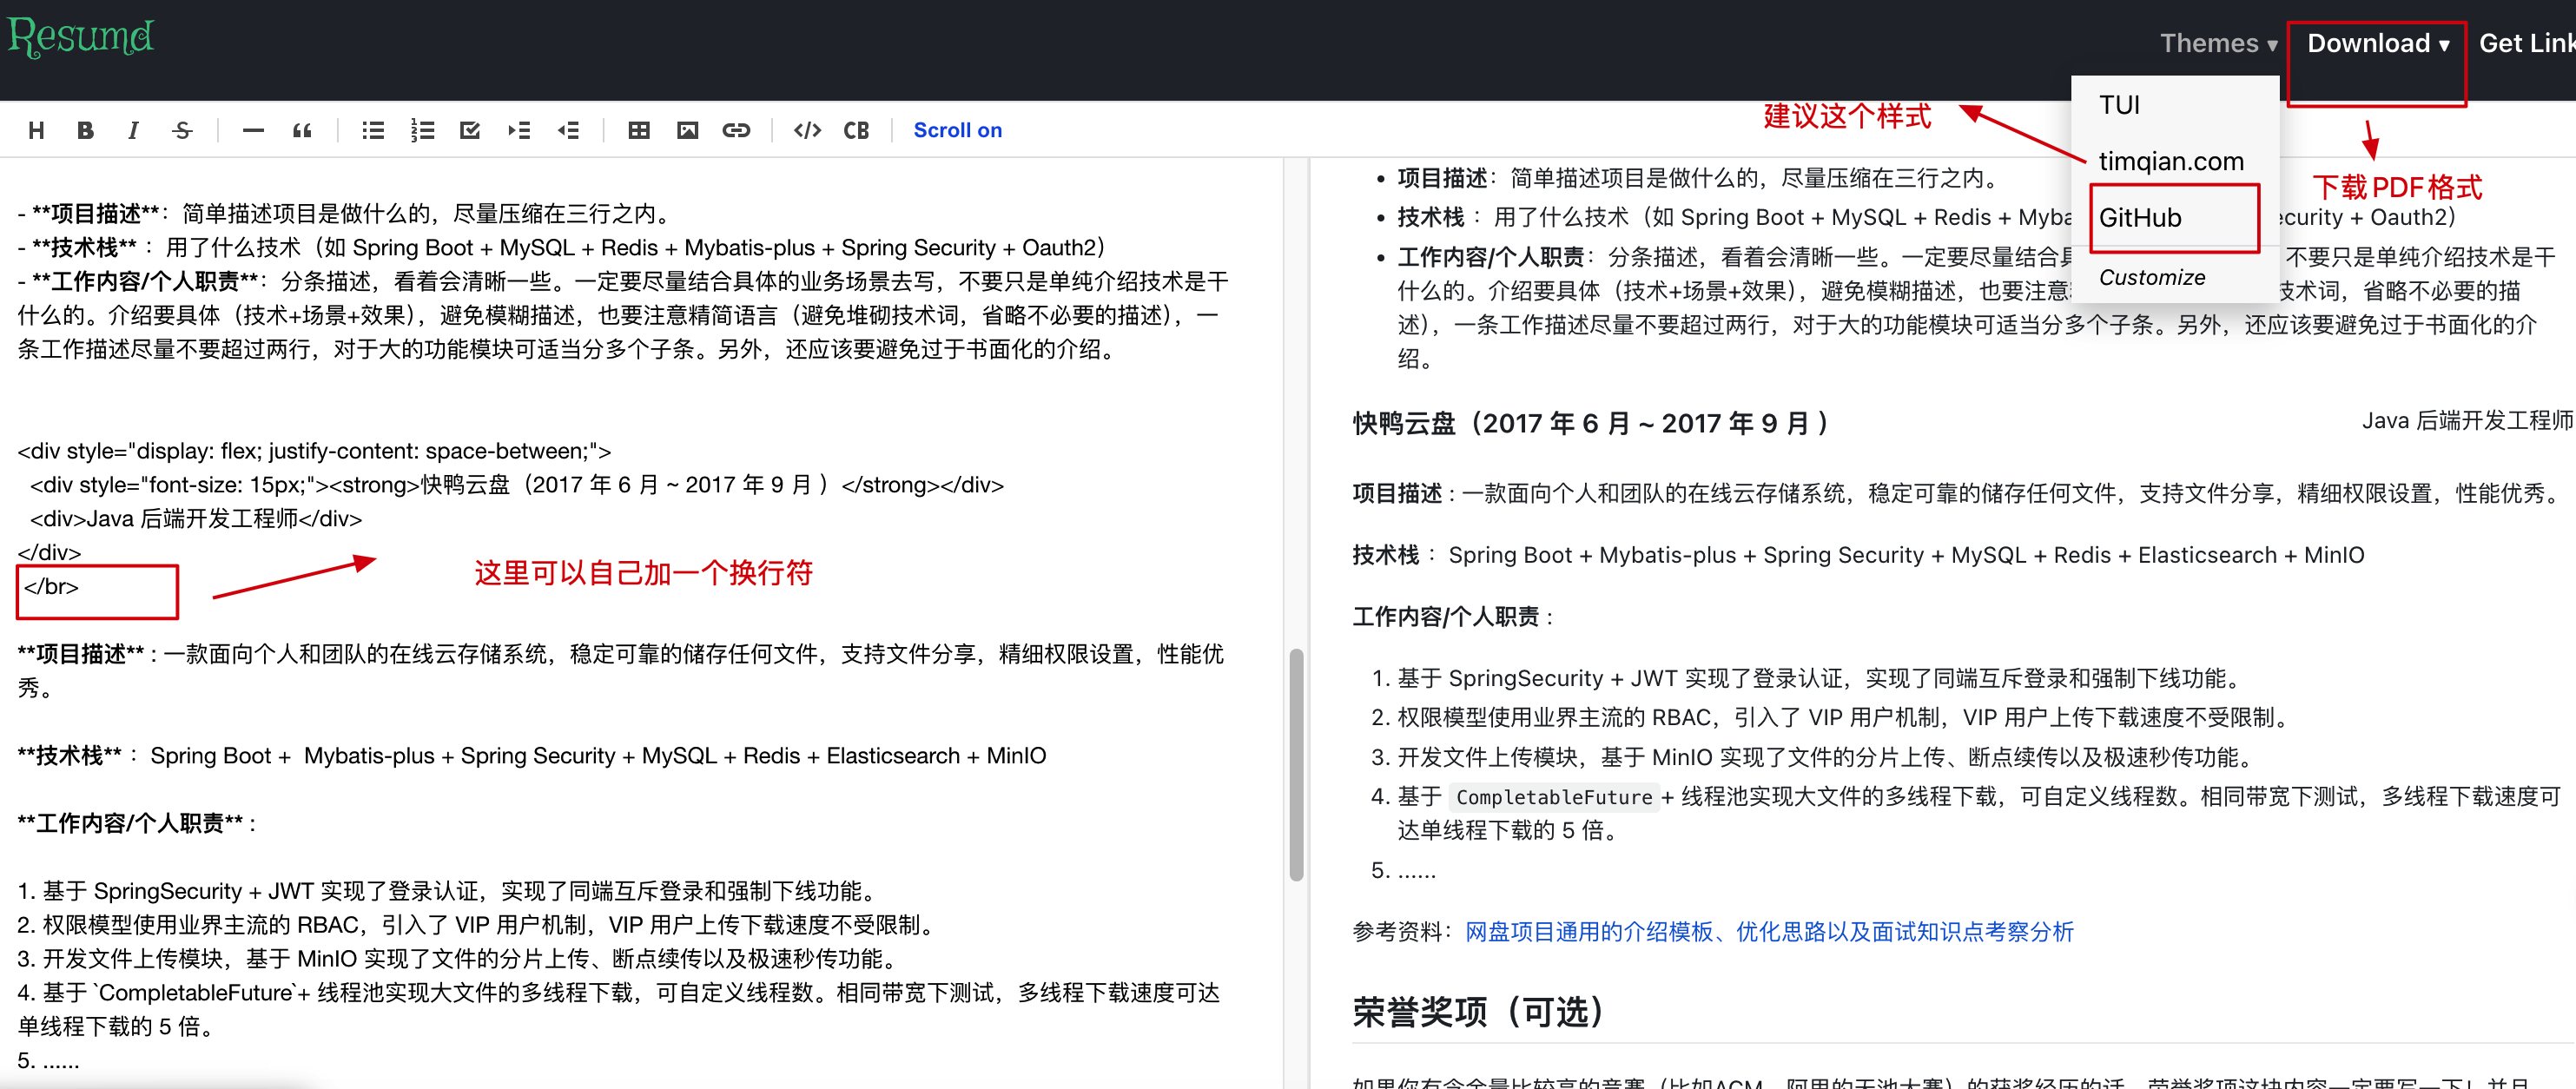 Resumd
Themes ▾
Download ▾
Get Link
TUI
timqian.com
GitHub
Customize
建议这个样式
下载PDF格式
H B I S — “ </> CB
Scroll on
- **项目描述**：简单描述项目是做什么的，尽量压缩在三行之内。
- **技术栈** ：用了什么技术（如 Spring Boot + MySQL + Redis + Mybatis-plus + Spring Security + Oauth2）
- **工作内容/个人职责**：分条描述，看着会清晰一些。一定要尽量结合具体的业务场景去写，不要只是单纯介绍技术是干
什么的。介绍要具体（技术+场景+效果），避免模糊描述，也要注意精简语言（避免堆砌技术词，省略不必要的描述），一
条工作描述尽量不要超过两行，对于大的功能模块可适当分多个子条。另外，还应该要避免过于书面化的介绍。
<div style="display: flex; justify-content: space-between;">
<div style="font-size: 15px;"><strong>快鸭云盘（2017 年 6 月 ~ 2017 年 9 月 ）</strong></div>
<div>Java 后端开发工程师</div>
</div>
</br>
这里可以自己加一个换行符
**项目描述** : 一款面向个人和团队的在线云存储系统，稳定可靠的储存任何文件，支持文件分享，精细权限设置，性能优
秀。
**技术栈** ： Spring Boot +  Mybatis-plus + Spring Security + MySQL + Redis + Elasticsearch + MinIO
**工作内容/个人职责** :
1. 基于 SpringSecurity + JWT 实现了登录认证，实现了同端互斥登录和强制下线功能。
2. 权限模型使用业界主流的 RBAC，引入了 VIP 用户机制，VIP 用户上传下载速度不受限制。
3. 开发文件上传模块，基于 MinIO 实现了文件的分片上传、断点续传以及极速秒传功能。
4. 基于 `CompletableFuture`+ 线程池实现大文件的多线程下载，可自定义线程数。相同带宽下测试，多线程下载速度可达
单线程下载的 5 倍。
5. ......
• 项目描述：简单描述项目是做什么的，尽量压缩在三行之内。
• 技术栈 ：用了什么技术（如 Spring Boot + MySQL + Redis + Myba ecurity + Oauth2）
• 工作内容/个人职责：分条描述，看着会清晰一些。一定要尽量结合 不要只是单纯介绍技术是干
什么的。介绍要具体（技术+场景+效果），避免模糊描述，也要注意 技术词，省略不必要的描
述），一条工作描述尽量不要超过两行，对于大的功能模块可适当分多个子条。另外，还应该要避免过于书面化的介
绍。
快鸭云盘（2017 年 6 月 ~ 2017 年 9 月 ）
Java 后端开发工程师
项目描述 : 一款面向个人和团队的在线云存储系统，稳定可靠的储存任何文件，支持文件分享，精细权限设置，性能优秀。
技术栈 ： Spring Boot + Mybatis-plus + Spring Security + MySQL + Redis + Elasticsearch + MinIO
工作内容/个人职责 :
1. 基于 SpringSecurity + JWT 实现了登录认证，实现了同端互斥登录和强制下线功能。
2. 权限模型使用业界主流的 RBAC，引入了 VIP 用户机制，VIP 用户上传下载速度不受限制。
3. 开发文件上传模块，基于 MinIO 实现了文件的分片上传、断点续传以及极速秒传功能。
4. 基于 CompletableFuture + 线程池实现大文件的多线程下载，可自定义线程数。相同带宽下测试，多线程下载速度可
达单线程下载的 5 倍。
5. ......
参考资料：网盘项目通用的介绍模板、优化思路以及面试知识点考察分析
荣誉奖项（可选）